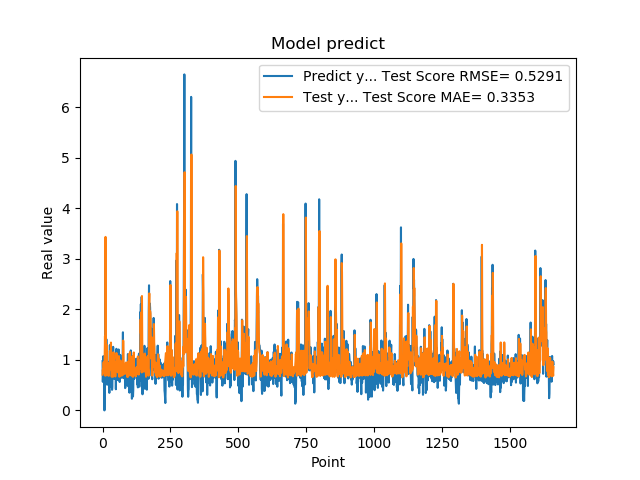 Model predict
Predict y... Test Score RMSE= 0.5291
Test y... Test Score MAE= 0.3353
Real value
6
5
4
3
2
1
0
0 250 500 750 1000 1250 1500
Point